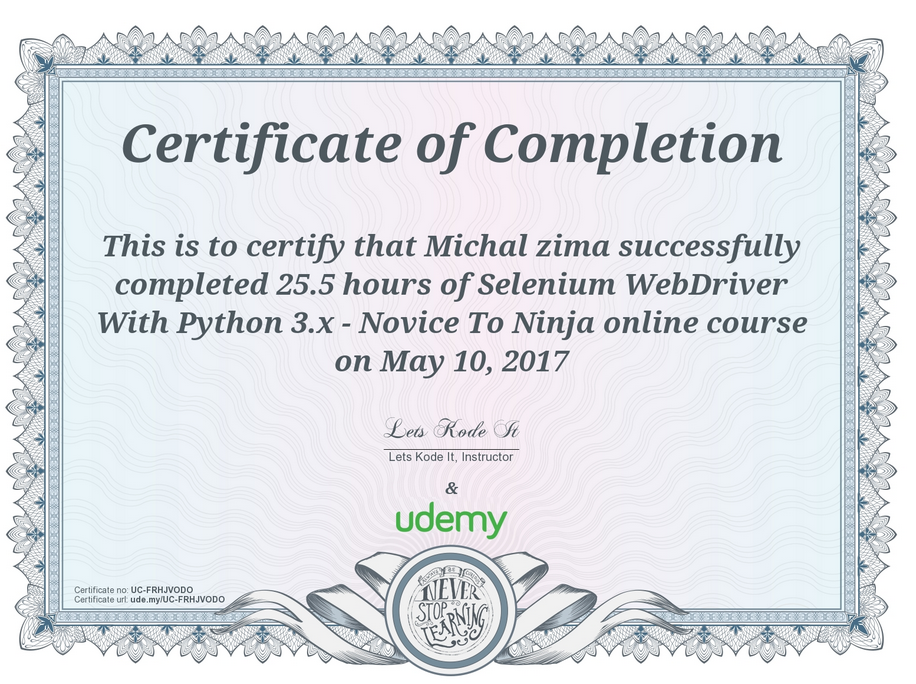 Certificate of Completion
This is to certify that Michal zima successfully
completed 25.5 hours of Selenium WebDriver
With Python 3.x - Novice To Ninja online course
on May 10, 2017
Lets Kode It
Lets Kode It, Instructor
&
udemy
Certificate no: UC-FRHJVODO
Certificate url: ude.my/UC-FRHJVODO
NEVER
STOP
LEARNING